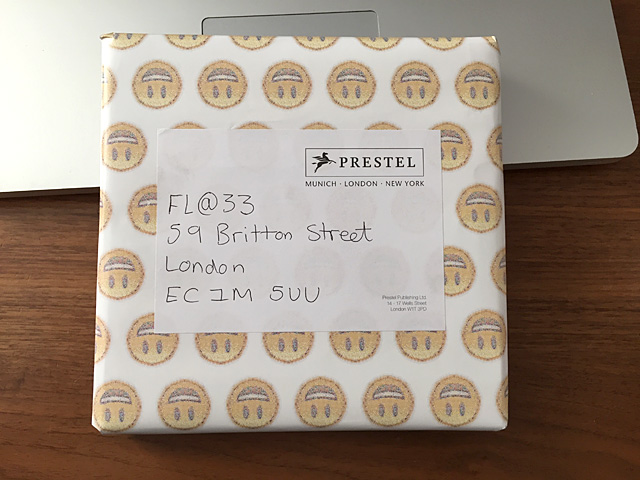 PRESTEL
MUNICH · LONDON · NEW YORK
FL@33
59 Britton Street
London
EC1M 5UU
Prestel Publishing Ltd.
14 - 17 Wells Street
London W1T 3PD